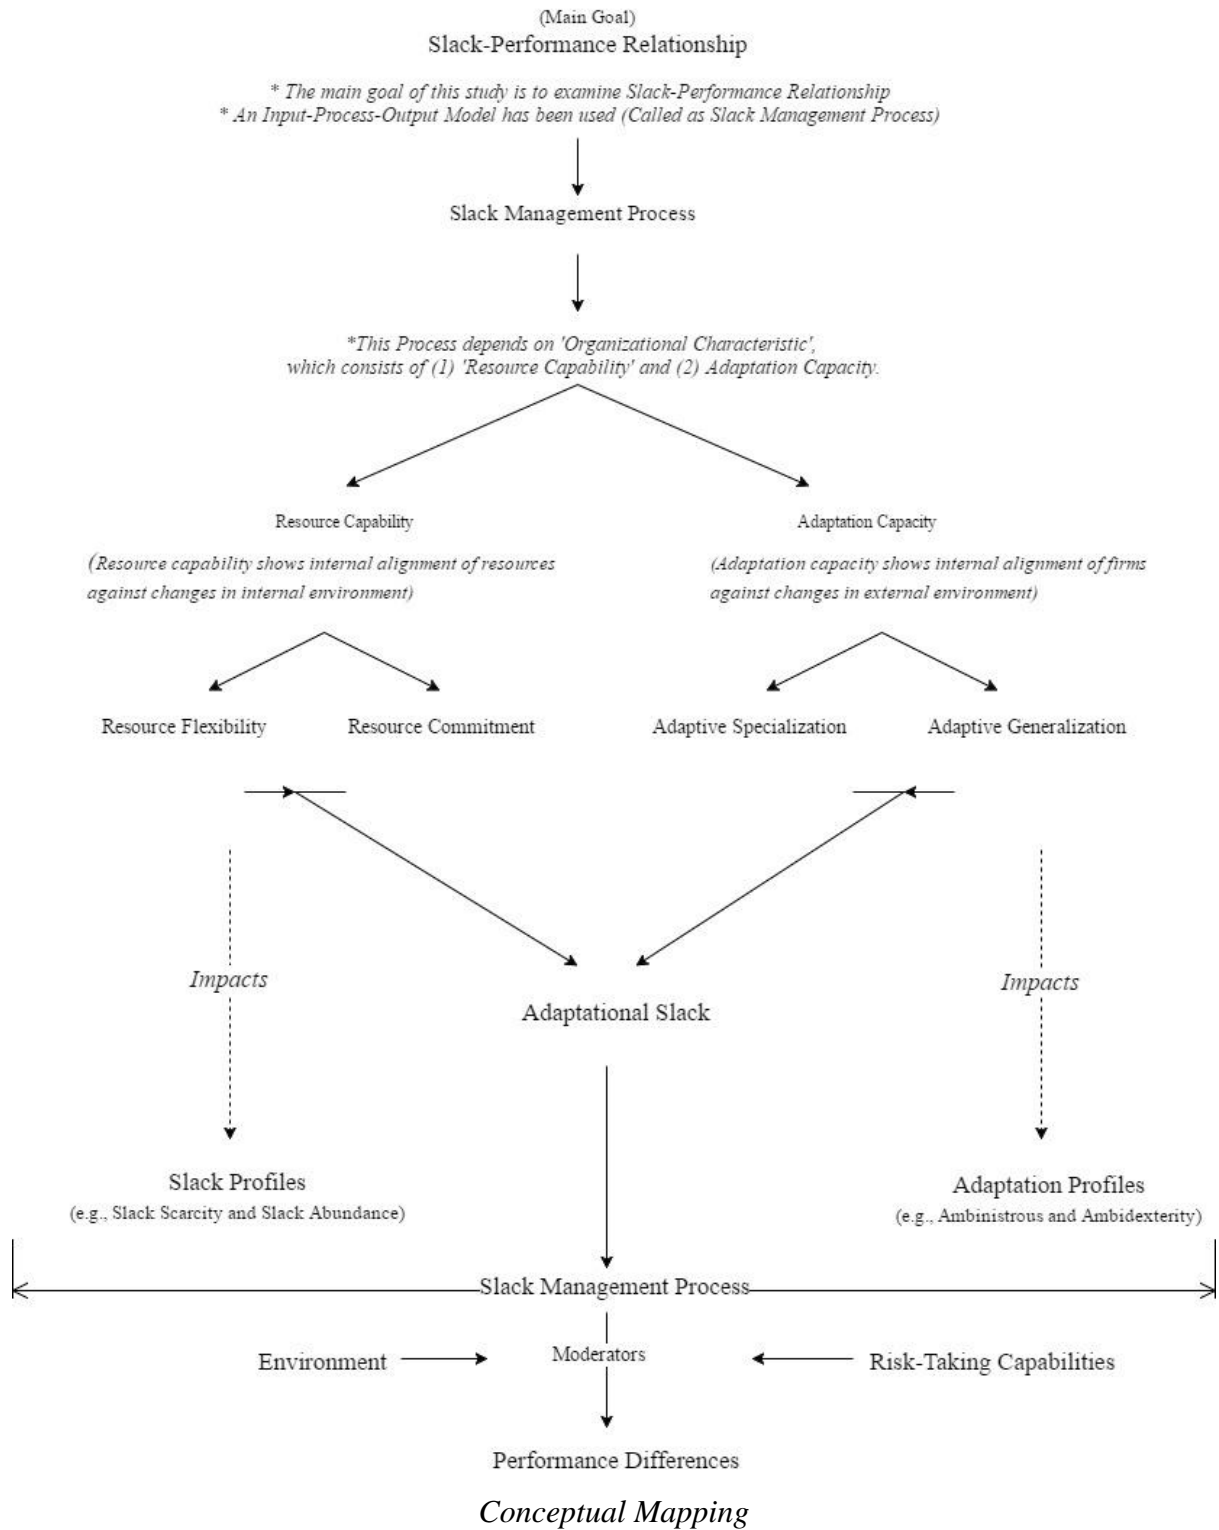 (Main Goal)
Slack-Performance Relationship
* The main goal of this study is to examine Slack-Performance Relationship
* An Input-Process-Output Model has been used (Called as Slack Management Process)
Slack Management Process
*This Process depends on 'Organizational Characteristic',
which consists of (1) 'Resource Capability' and (2) Adaptation Capacity.
Resource Capability
(Resource capability shows internal alignment of resources
against changes in internal environment)
Adaptation Capacity
(Adaptation capacity shows internal alignment of firms
against changes in external environment)
Resource Flexibility
Resource Commitment
Adaptive Specialization
Adaptive Generalization
Impacts
Impacts
Adaptational Slack
Slack Profiles
(e.g., Slack Scarcity and Slack Abundance)
Adaptation Profiles
(e.g., Ambinistrous and Ambidexterity)
Slack Management Process
Environment
Moderators
Risk-Taking Capabilities
Performance Differences
Conceptual Mapping